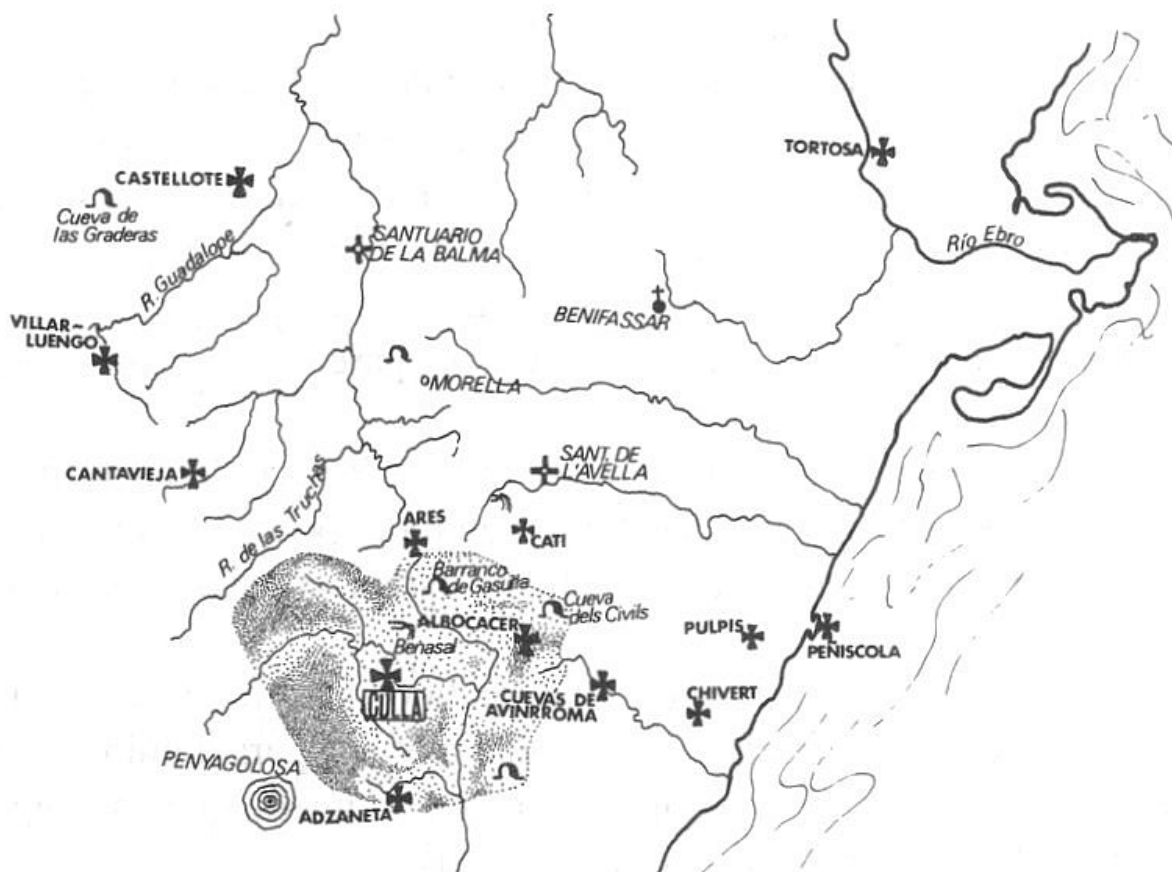 TORTOSA
CASTELLOTE
Cueva de
las Graderas
R. Guadalope
SANTUARIO
DE LA BALMA
Río Ebro
BENIFASSAR
VILLAR~
LUENGO
MORELLA
CANTAVIEJA
R. de las Truchas
SANT. DE
L'AVELLA
ARES
CATI
Barranco
de Gasulla
Cueva
dels Civils
ALBOCACER
Benasal
PULPIS
PEÑISCOLA
CULLA
CUEVAS DE
AVINRROMA
CHIVERT
PENYAGOLOSA
ADZANETA